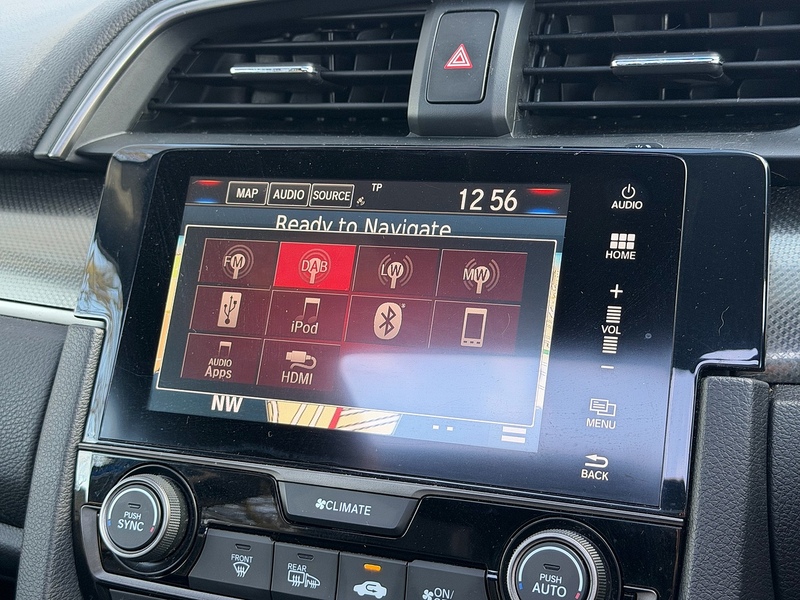 MAP AUDIO SOURCE TP 12 56
Ready to Navigate
FM DAB LW MW
iPod
AUDIO Apps HDMI
NW
AUDIO
HOME
+
VOL
−
MENU
BACK
CLIMATE
PUSH SYNC
FRONT REAR
ON/
PUSH AUTO